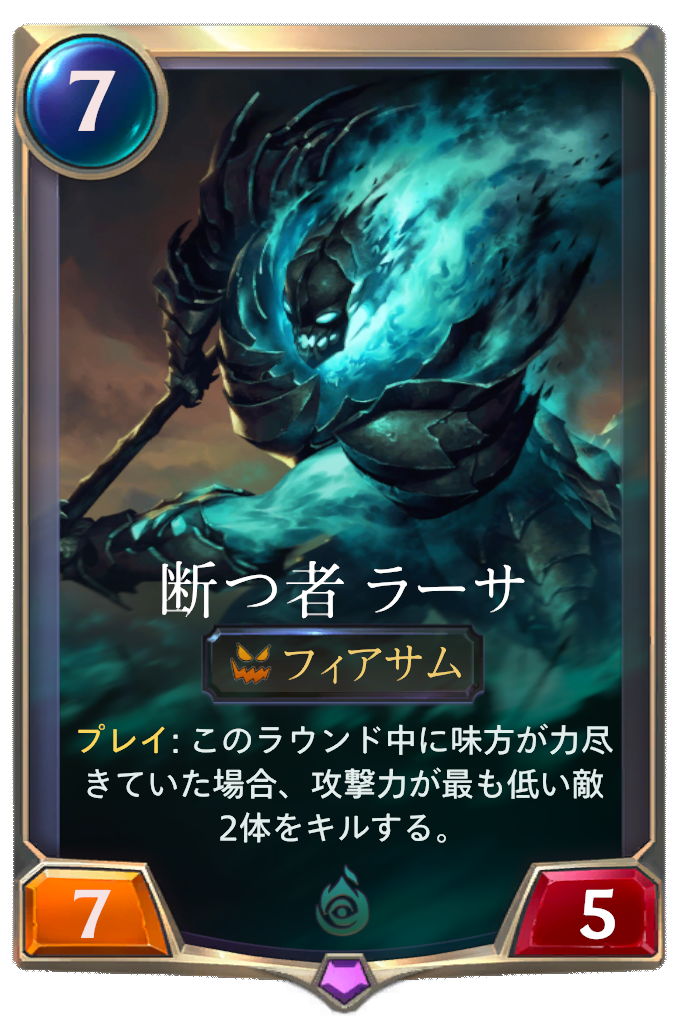 7
断つ者 ラーサ
フィアサム
プレイ: このラウンド中に味方が力尽
きていた場合、攻撃力が最も低い敵
2体をキルする。
7
5